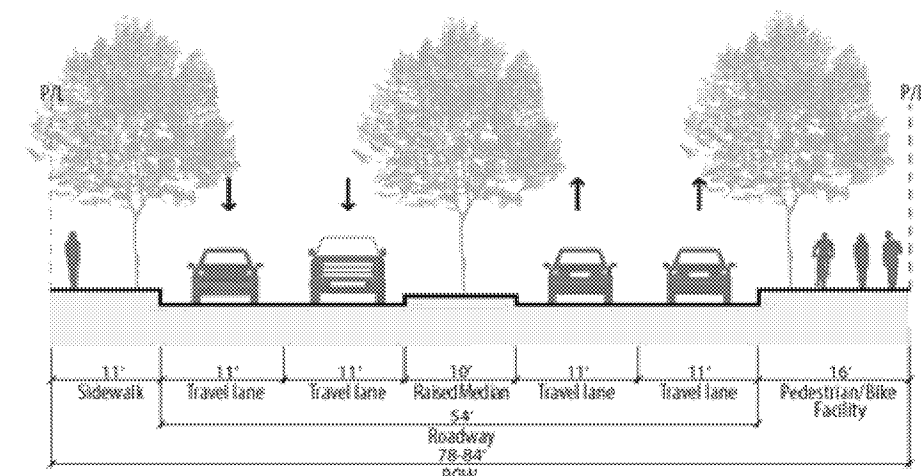 P/L P/L
11' 11' 11' 10' 11' 11' 16'
Sidewalk Travel lane Travel lane Raised Median Travel lane Travel lane Pedestrian/Bike
Facility
54'
Roadway
78-84'
ROW